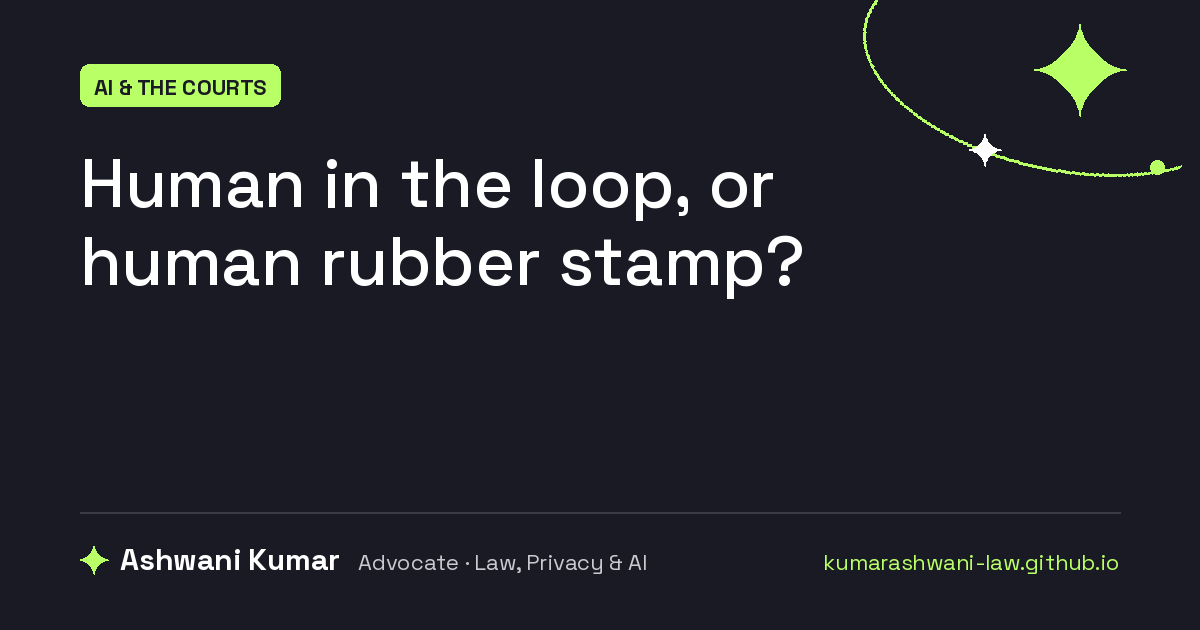 AI & THE COURTS
Human in the loop, or
human rubber stamp?
Ashwani Kumar Advocate · Law, Privacy & AI kumarashwani-law.github.io